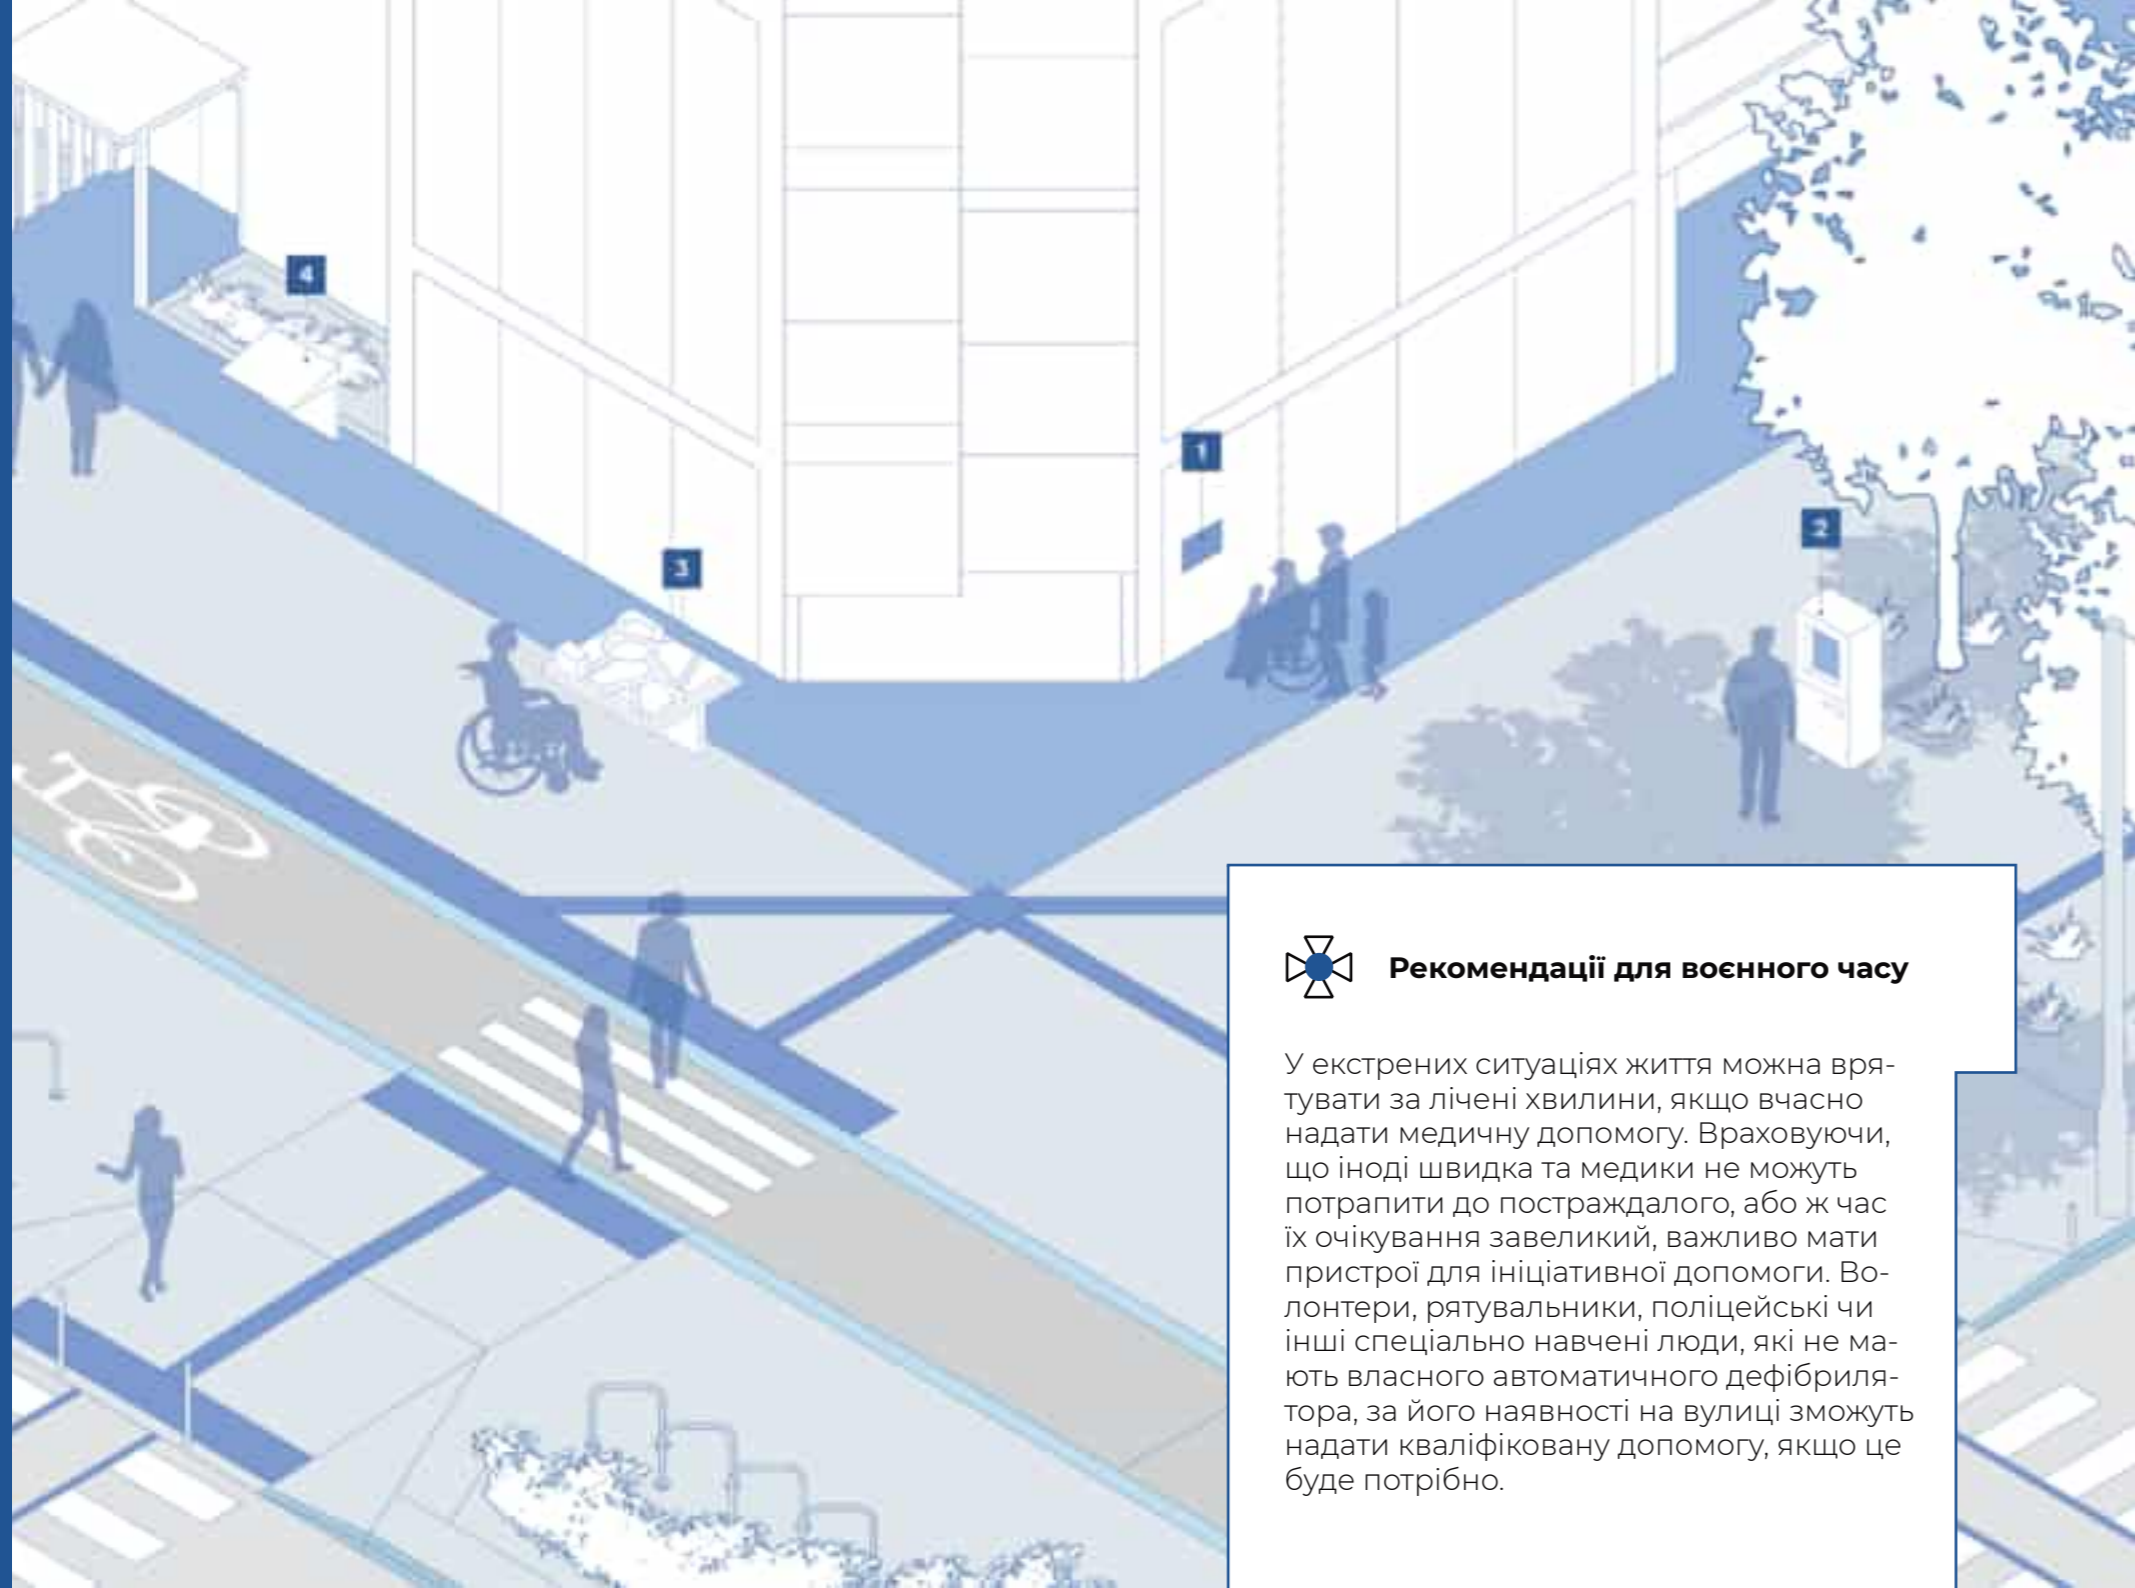 4
1
2
3
Рекомендації для воєнного часу
У екстрених ситуаціях життя можна вря-
тувати за лічені хвилини, якщо вчасно
надати медичну допомогу. Враховуючи,
що іноді швидка та медики не можуть
потрапити до постраждалого, або ж час
їх очікування завеликий, важливо мати
пристрої для ініціативної допомоги. Во-
лонтери, рятувальники, поліцейські чи
інші спеціально навчені люди, які не ма-
ють власного автоматичного дефібриля-
тора, за його наявності на вулиці зможуть
надати кваліфіковану допомогу, якщо це
буде потрібно.